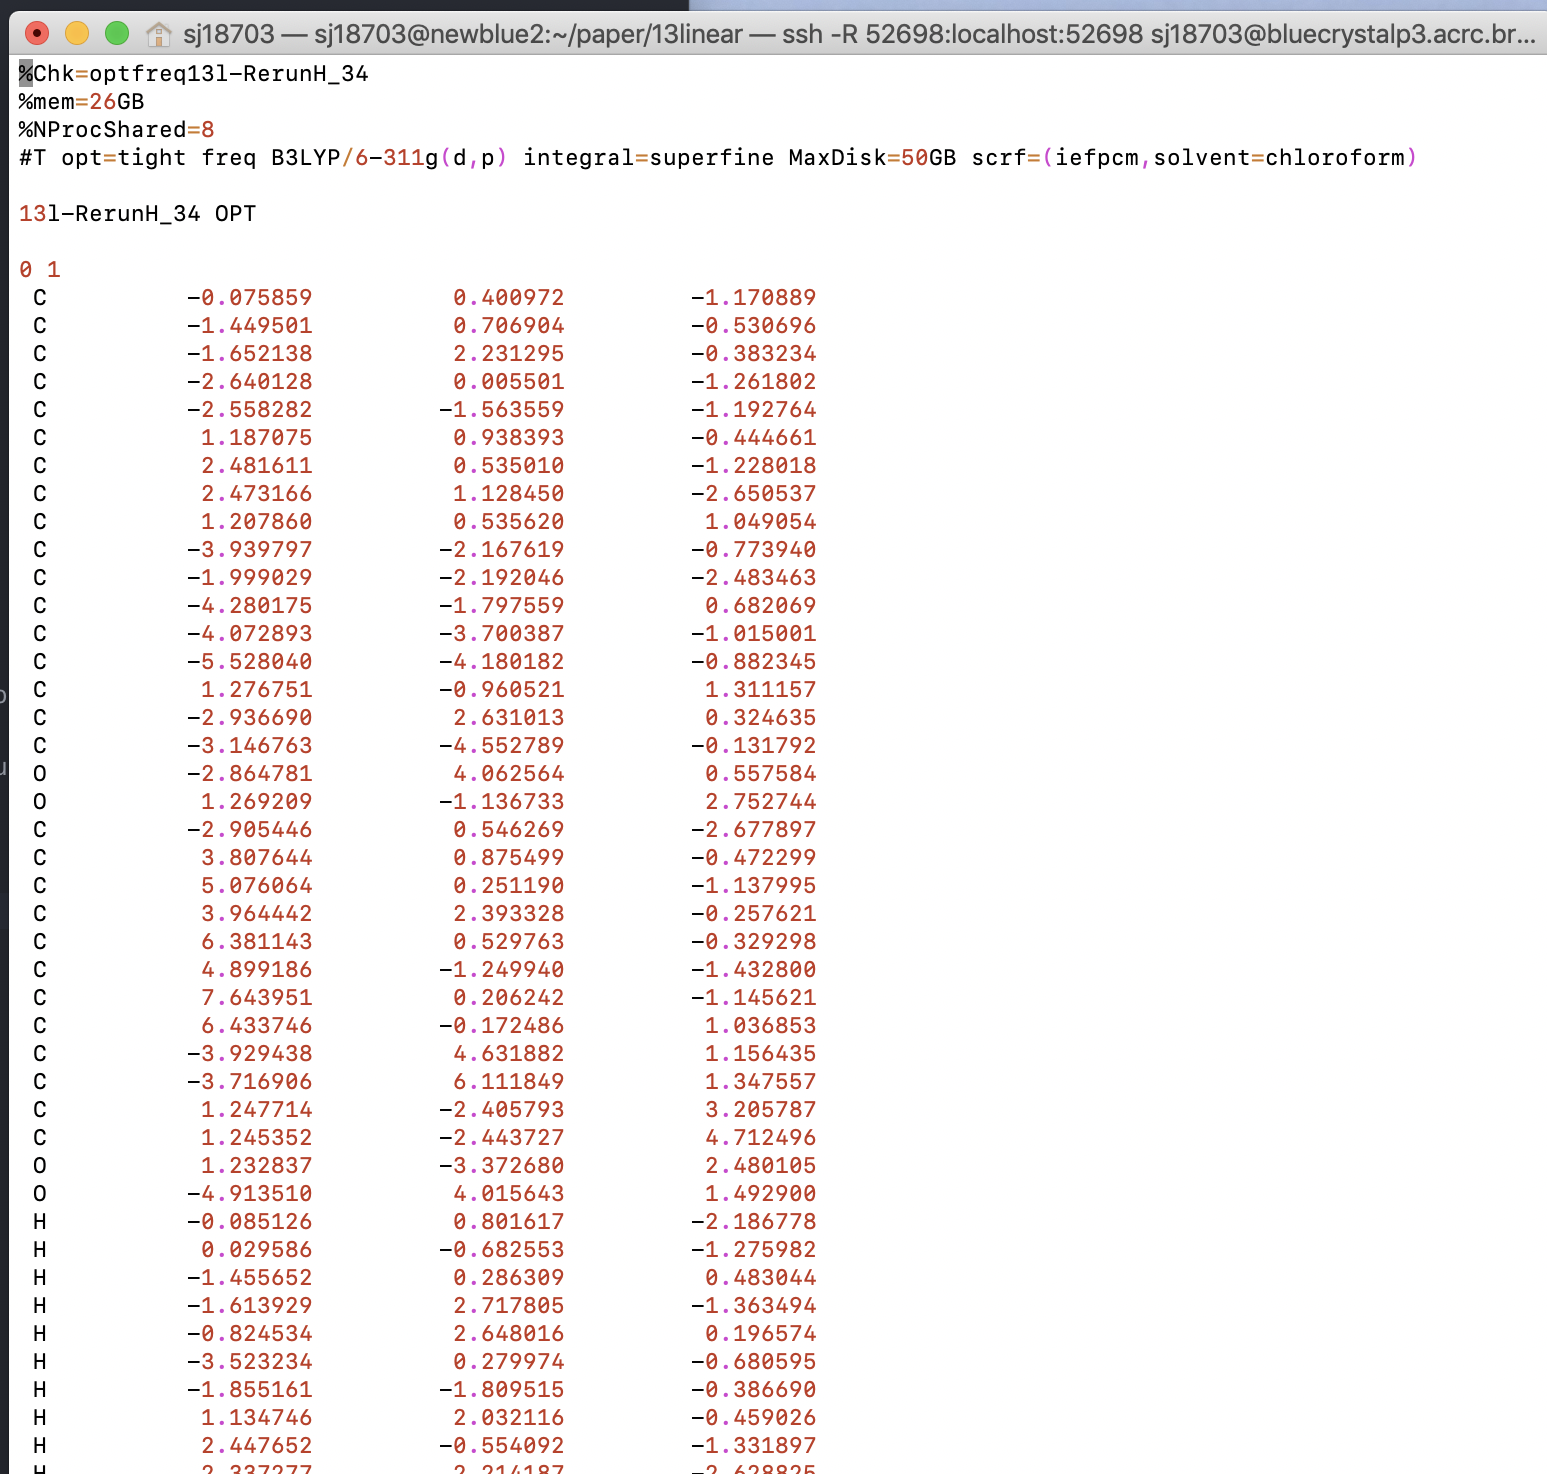 sj18703 — sj18703@newblue2:~/paper/13linear — ssh -R 52698:localhost:52698 sj18703@bluecrystalp3.acrc.br...
%Chk=optfreq13l-RerunH_34
%mem=26GB
%NProcShared=8
#T opt=tight freq B3LYP/6-311g(d,p) integral=superfine MaxDisk=50GB scrf=(iefpcm,solvent=chloroform)
13l-RerunH_34 OPT
0 1
C -0.075859 0.400972 -1.170889
C -1.449501 0.706904 -0.530696
C -1.652138 2.231295 -0.383234
C -2.640128 0.005501 -1.261802
C -2.558282 -1.563559 -1.192764
C 1.187075 0.938393 -0.444661
C 2.481611 0.535010 -1.228018
C 2.473166 1.128450 -2.650537
C 1.207860 0.535620 1.049054
C -3.939797 -2.167619 -0.773940
C -1.999029 -2.192046 -2.483463
C -4.280175 -1.797559 0.682069
C -4.072893 -3.700387 -1.015001
C -5.528040 -4.180182 -0.882345
C 1.276751 -0.960521 1.311157
C -2.936690 2.631013 0.324635
C -3.146763 -4.552789 -0.131792
O -2.864781 4.062564 0.557584
O 1.269209 -1.136733 2.752744
C -2.905446 0.546269 -2.677897
C 3.807644 0.875499 -0.472299
C 5.076064 0.251190 -1.137995
C 3.964442 2.393328 -0.257621
C 6.381143 0.529763 -0.329298
C 4.899186 -1.249940 -1.432800
C 7.643951 0.206242 -1.145621
C 6.433746 -0.172486 1.036853
C -3.929438 4.631882 1.156435
C -3.716906 6.111849 1.347557
C 1.247714 -2.405793 3.205787
C 1.245352 -2.443727 4.712496
O 1.232837 -3.372680 2.480105
O -4.913510 4.015643 1.492900
H -0.085126 0.801617 -2.186778
H 0.029586 -0.682553 -1.275982
H -1.455652 0.286309 0.483044
H -1.613929 2.717805 -1.363494
H -0.824534 2.648016 0.196574
H -3.523234 0.279974 -0.680595
H -1.855161 -1.809515 -0.386690
H 1.134746 2.032116 -0.459026
H 2.447652 -0.554092 -1.331897
H 2.337277 2.214187 -2.628825